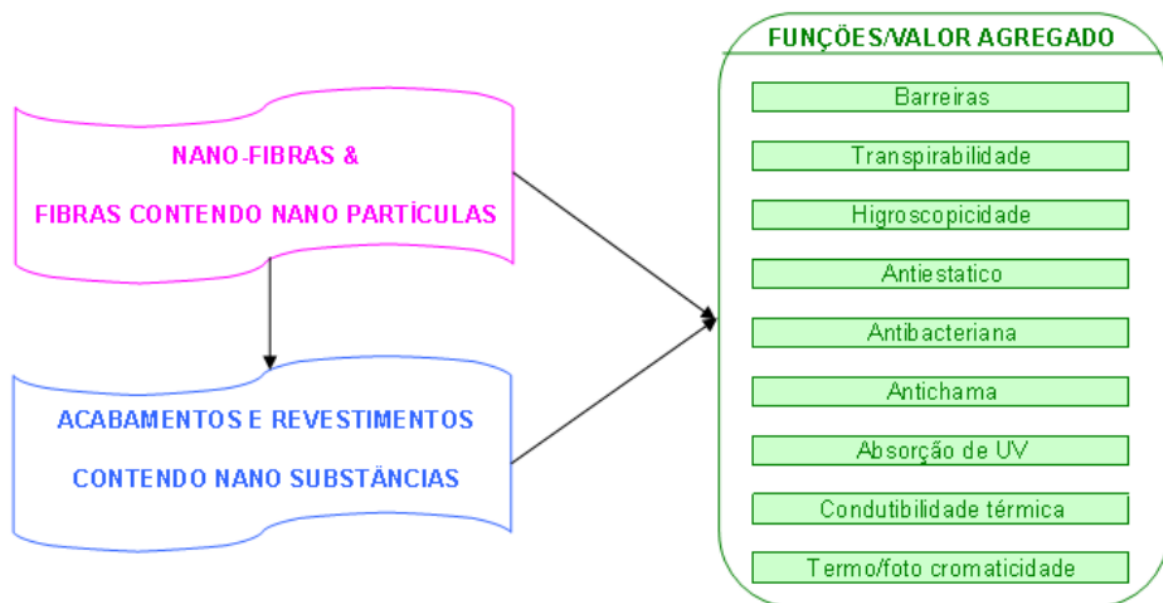 NANO-FIBRAS &
FIBRAS CONTENDO NANO PARTÍCULAS
ACABAMENTOS E REVESTIMENTOS
CONTENDO NANO SUBSTÂNCIAS
FUNÇÕES/VALOR AGREGADO
Barreiras
Transpirabilidade
Higroscopicidade
Antiestatico
Antibacteriana
Antichama
Absorção de UV
Condutibilidade térmica
Termo/foto cromaticidade